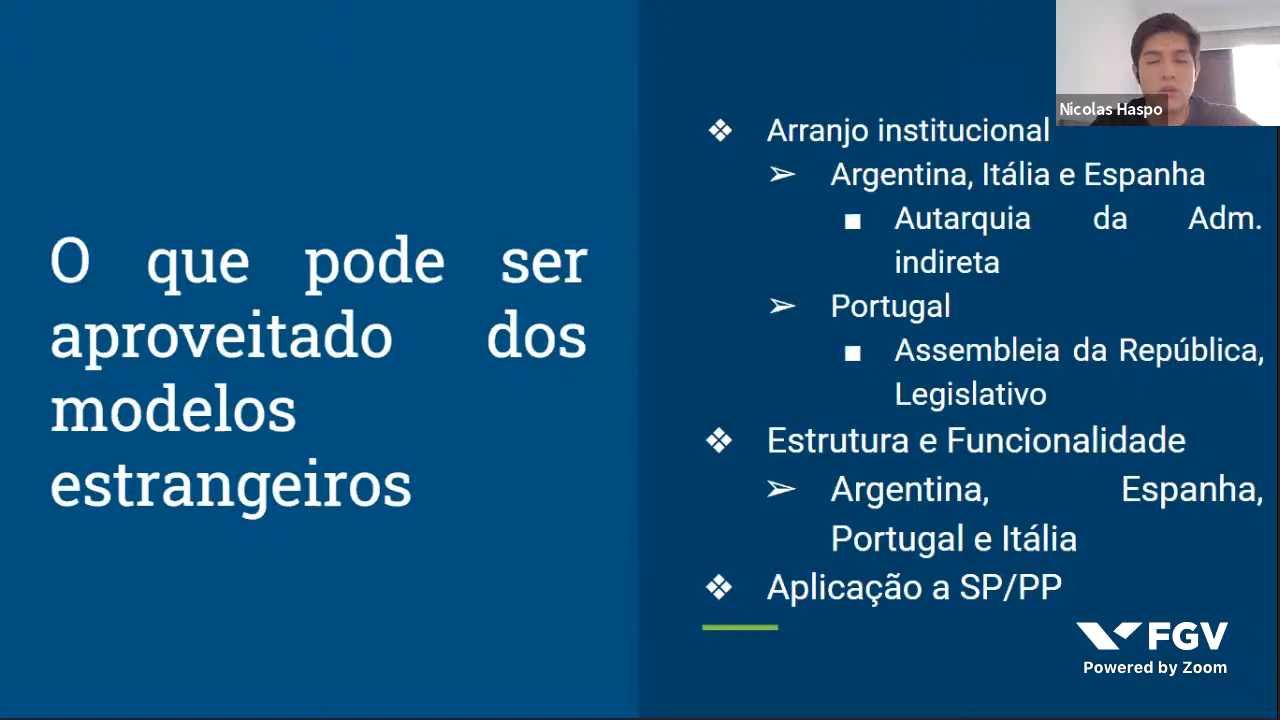 Nicolas Haspo
O que pode ser
aproveitado dos
modelos
estrangeiros
❖ Arranjo institucional
➢ Argentina, Itália e Espanha
■ Autarquia da Adm.
indireta
➢ Portugal
■ Assembleia da República,
Legislativo
❖ Estrutura e Funcionalidade
➢ Argentina, Espanha,
Portugal e Itália
❖ Aplicação a SP/PP
FGV
Powered by Zoom